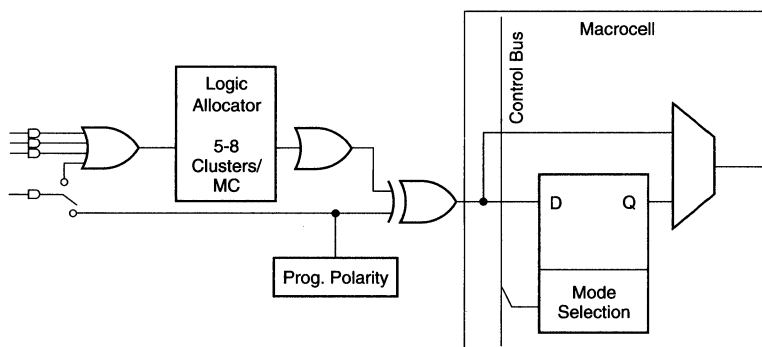 Macrocell
Control Bus
Logic
Allocator
5-8
Clusters/
MC
D
Q
Prog. Polarity
Mode
Selection